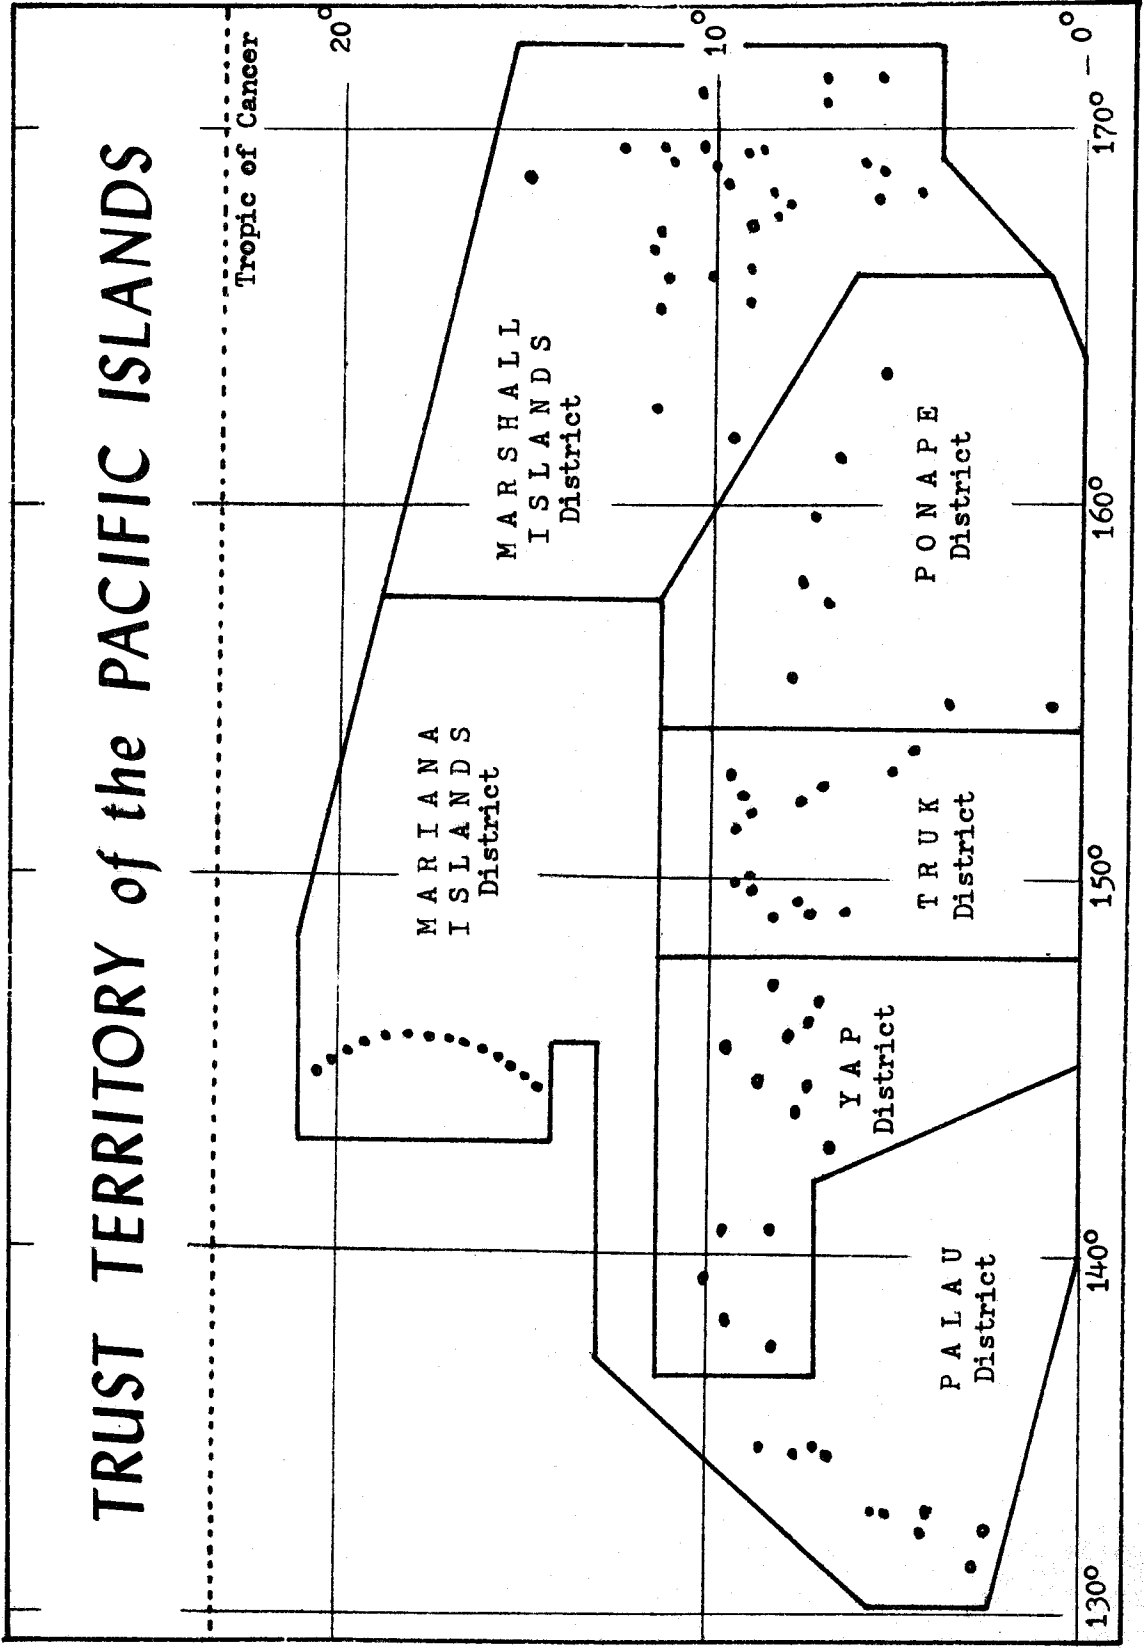 TRUST TERRITORY of the PACIFIC ISLANDS
Tropic of Cancer
20°
10°
0°
MARIANA
ISLANDS
District
MARSHALL
ISLANDS
District
PALAU
District
YAP
District
TRUK
District
PONAPE
District
130°
140°
150°
160°
170°